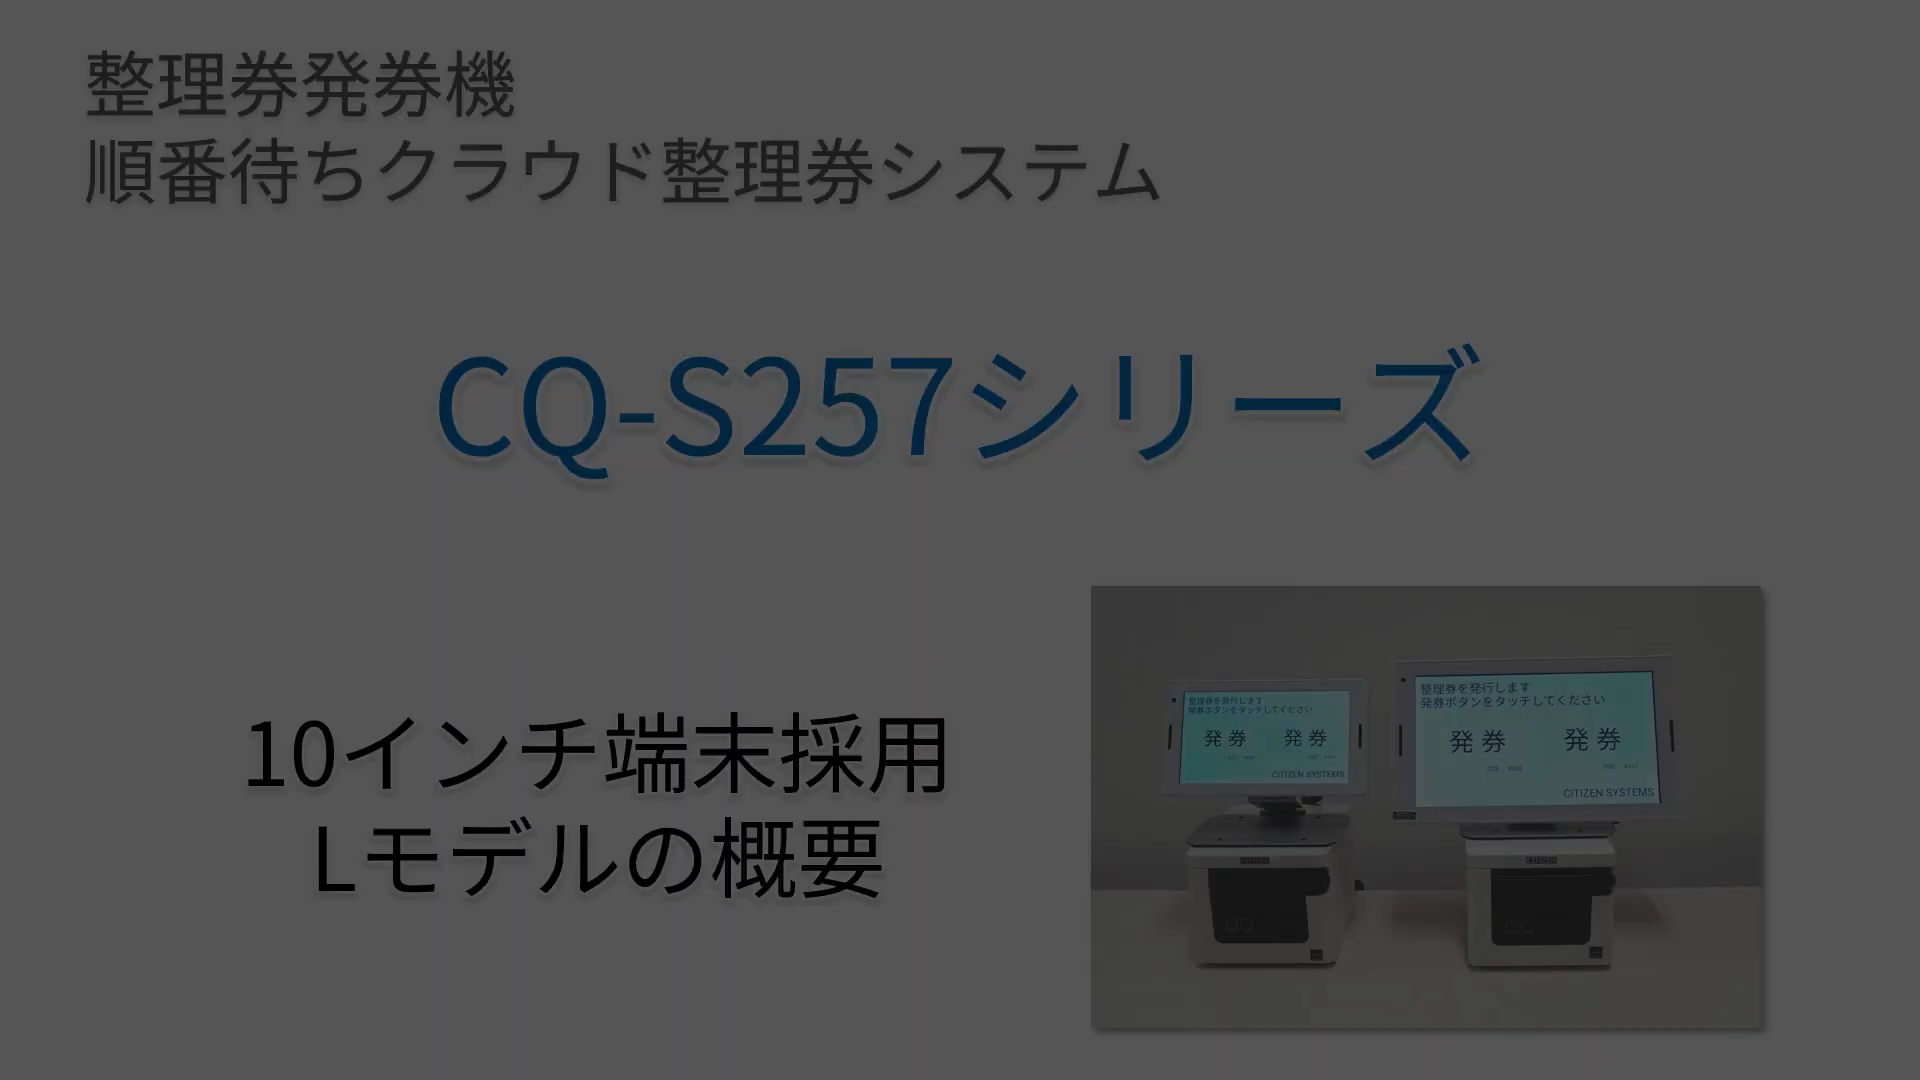 整理券発券機
順番待ちクラウド整理券システム
CQ-S257シリーズ
10インチ端末採用
Lモデルの概要
整理券を発行します
発券ボタンをタッチしてください
発券 発券
CITIZEN SYSTEMS
整理券を発行します
発券ボタンをタッチしてください
発券 発券
CITIZEN SYSTEMS